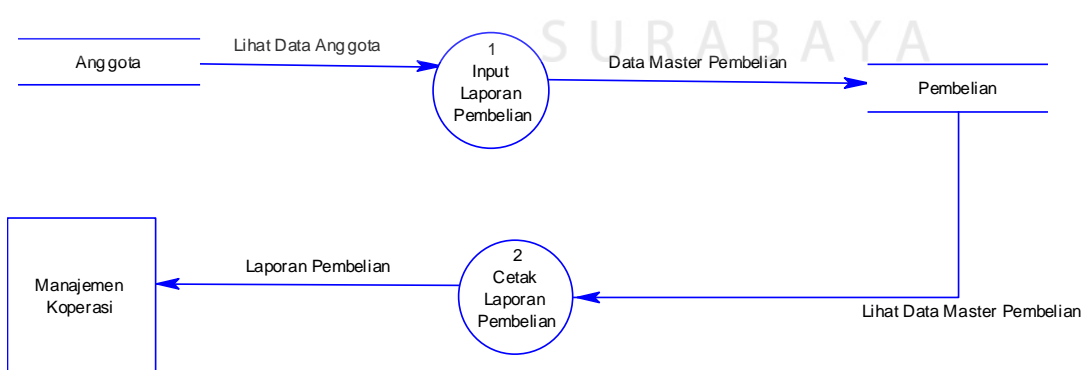 SURABAYA
Lihat Data Anggota
Anggota
1
Input
Laporan
Pembelian
Data Master Pembelian
Pembelian
Manajemen
Koperasi
Laporan Pembelian
2
Cetak
Laporan
Pembelian
Lihat Data Master Pembelian